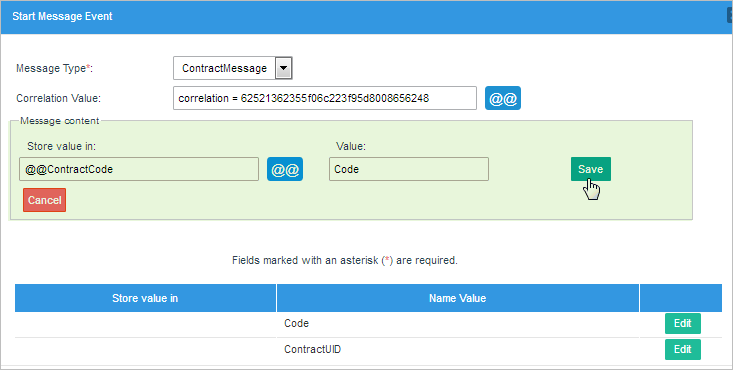 Start Message Event
Message Type*: ContractMessage
Correlation Value: correlation = 62521362355f06c223f95d8008656248 @@
Message content
Store value in: Value:
@@ContractCode @@ Code Save
Cancel
Fields marked with an asterisk (*) are required.
Store value in Name Value
Code Edit
ContractUID Edit